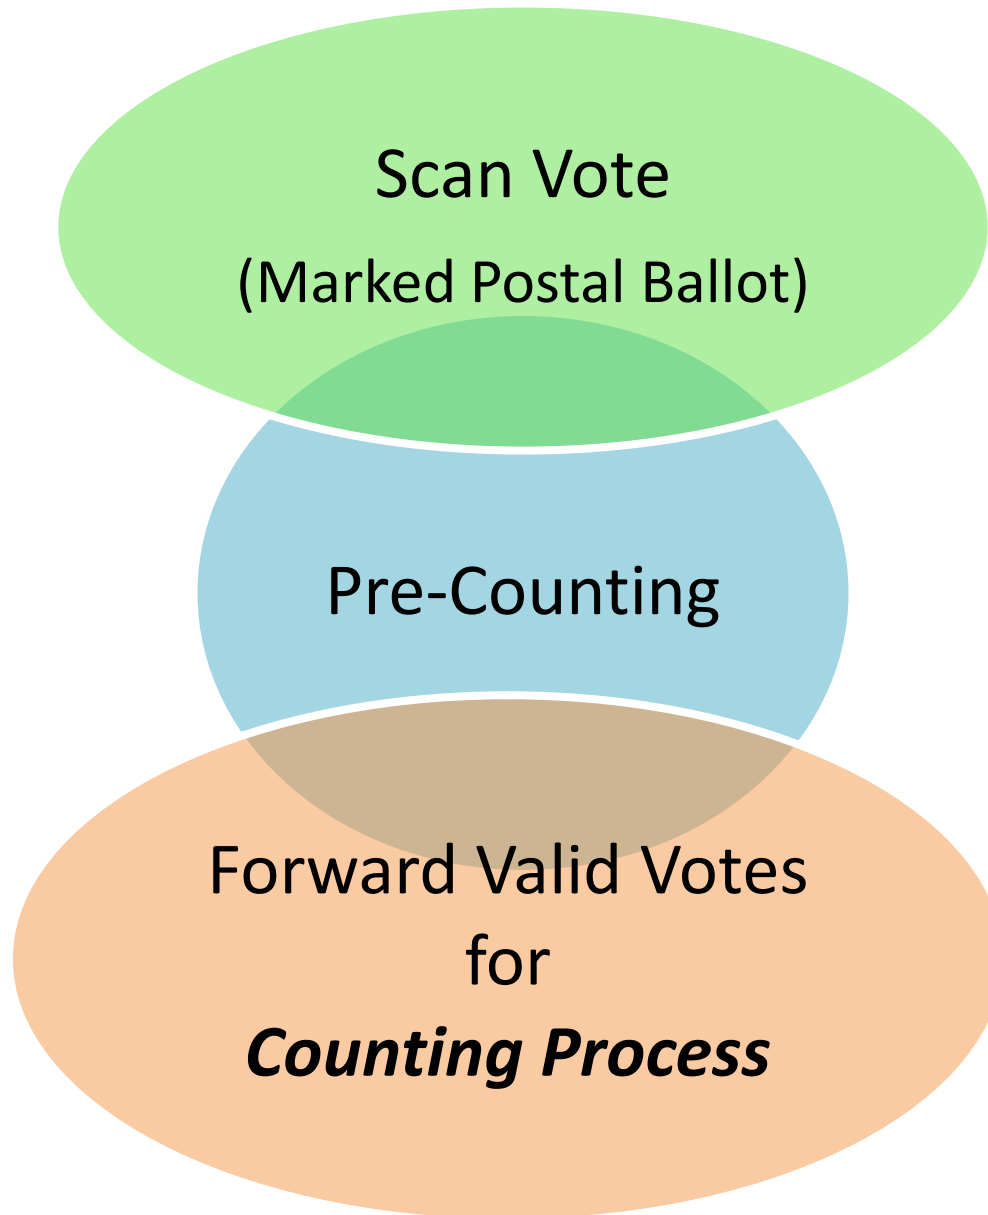 Scan Vote
(Marked Postal Ballot)
Pre-Counting
Forward Valid Votes
for
Counting Process